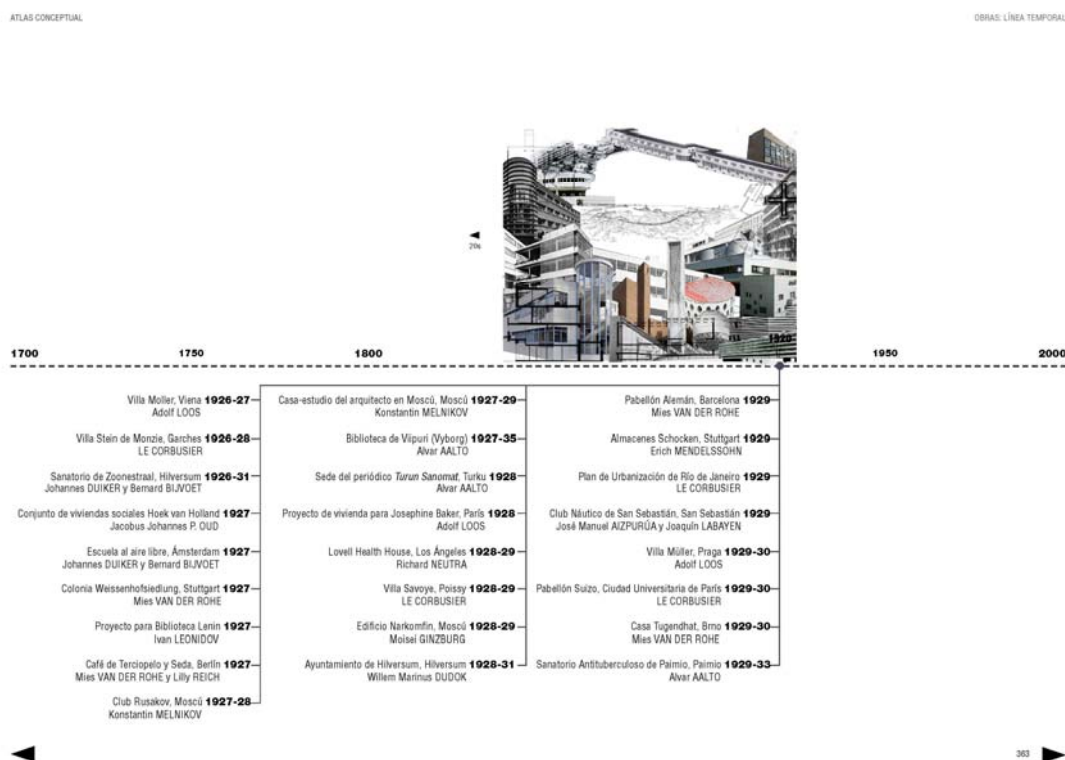 ATLAS CONCEPTUAL
OBRAS: LÍNEA TEMPORAL
20s
1700
1750
1800
1920
1950
2000
Villa Moller, Viena 1926-27
Adolf LOOS
Villa Stein de Monzie, Garches 1926-28
LE CORBUSIER
Sanatorio de Zoonestraal, Hilversum 1926-31
Johannes DUIKER y Bernard BIJVOET
Conjunto de viviendas sociales Hoek van Holland 1927
Jacobus Johannes P. OUD
Escuela al aire libre, Ámsterdam 1927
Johannes DUIKER y Bernard BIJVOET
Colonia Weissenhofsiedlung, Stuttgart 1927
Mies VAN DER ROHE
Proyecto para Biblioteca Lenin 1927
Ivan LEONIDOV
Café de Terciopelo y Seda, Berlín 1927
Mies VAN DER ROHE y Lilly REICH
Club Rusakov, Moscú 1927-28
Konstantin MELNIKOV
Casa-estudio del arquitecto en Moscú, Moscú 1927-29
Konstantin MELNIKOV
Biblioteca de Viipuri (Vyborg) 1927-35
Alvar AALTO
Sede del periódico Turun Sanomat, Turku 1928
Alvar AALTO
Proyecto de vivienda para Josephine Baker, París 1928
Adolf LOOS
Lovell Health House, Los Ángeles 1928-29
Richard NEUTRA
Villa Savoye, Poissy 1928-29
LE CORBUSIER
Edificio Narkomfin, Moscú 1928-29
Moisei GINZBURG
Ayuntamiento de Hilversum, Hilversum 1928-31
Willem Marinus DUDOK
Pabellón Alemán, Barcelona 1929
Mies VAN DER ROHE
Almacenes Schocken, Stuttgart 1929
Erich MENDELSSOHN
Plan de Urbanización de Río de Janeiro 1929
LE CORBUSIER
Club Náutico de San Sebastián, San Sebastián 1929
José Manuel AIZPURÚA y Joaquín LABAYEN
Villa Müller, Praga 1929-30
Adolf LOOS
Pabellón Suizo, Ciudad Universitaria de París 1929-30
LE CORBUSIER
Casa Tugendhat, Brno 1929-30
Mies VAN DER ROHE
Sanatorio Antituberculoso de Paimio, Paimio 1929-33
Alvar AALTO
363